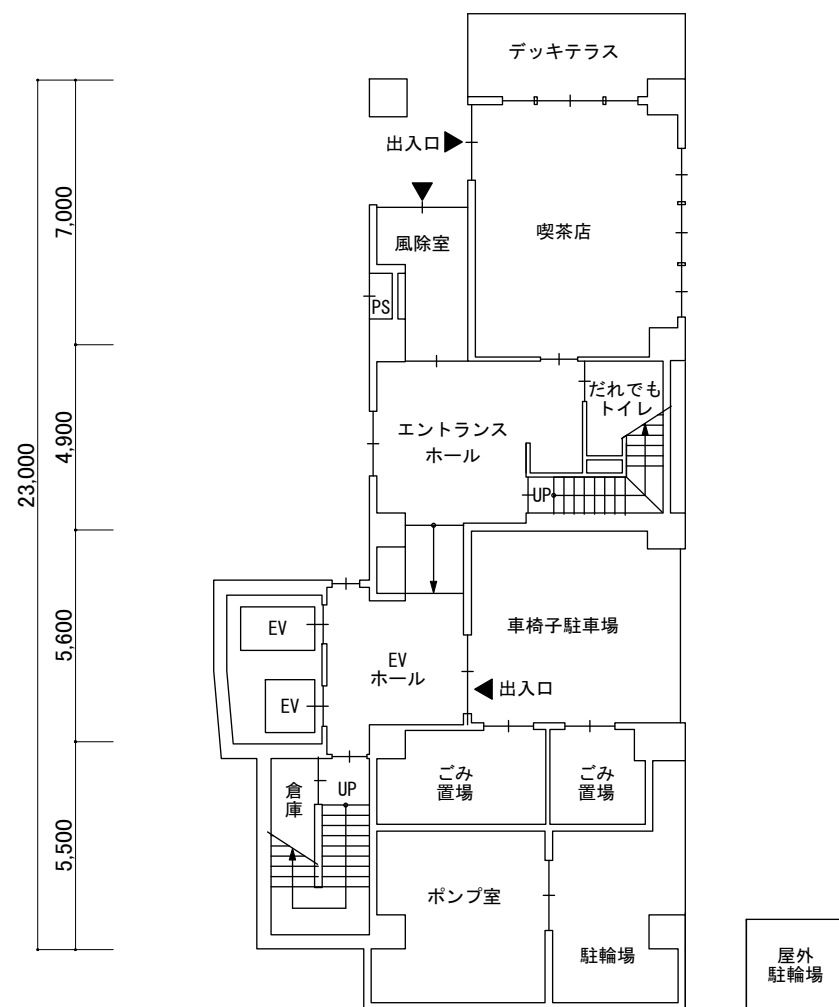 デッキテラス
出入口
喫茶店
風除室
PS
だれでも
トイレ
エントランス
ホール
UP
車椅子駐車場
EV
EV
ホール
出入口
EV
ごみ
置場
ごみ
置場
倉庫
UP
ポンプ室
駐輪場
屋外
駐輪場
7,000
4,900
23,000
5,600
5,500